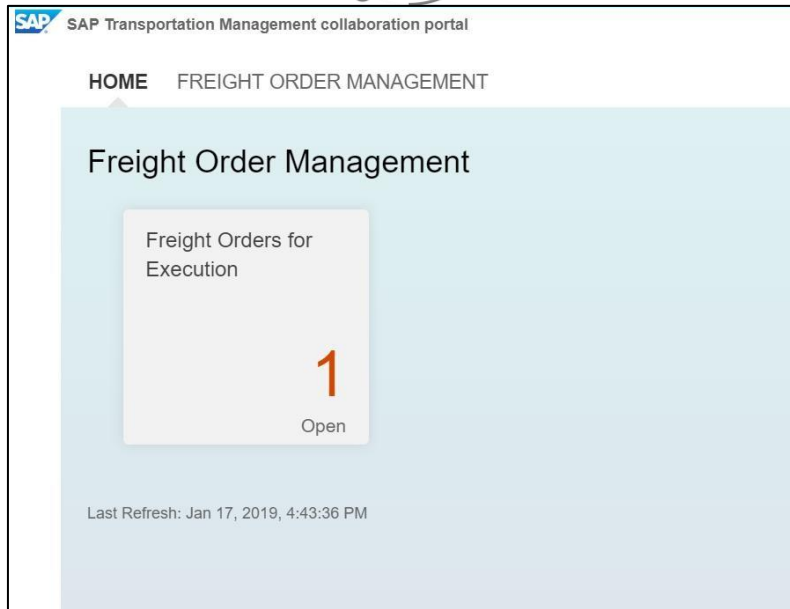 SAP SAP Transportation Management collaboration portal
HOME FREIGHT ORDER MANAGEMENT
Freight Order Management
Freight Orders for
Execution
1
Open
Last Refresh: Jan 17, 2019, 4:43:36 PM